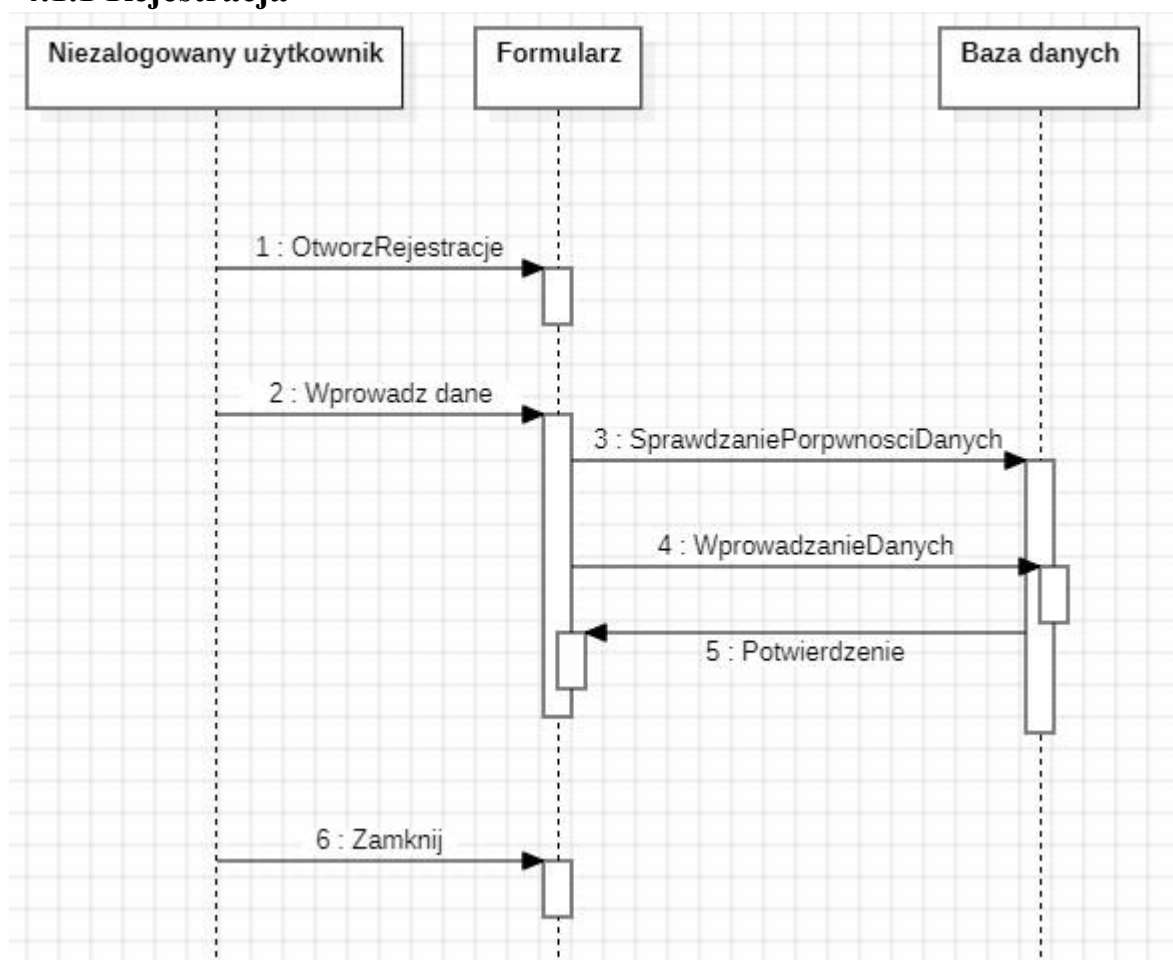 Niezalogowany użytkownik
Formularz
Baza danych
1 : OtworzRejestracje
2 : Wprowadz dane
3 : SprawdzaniePorpwnosciDanych
4 : WprowadzanieDanych
5 : Potwierdzenie
6 : Zamknij